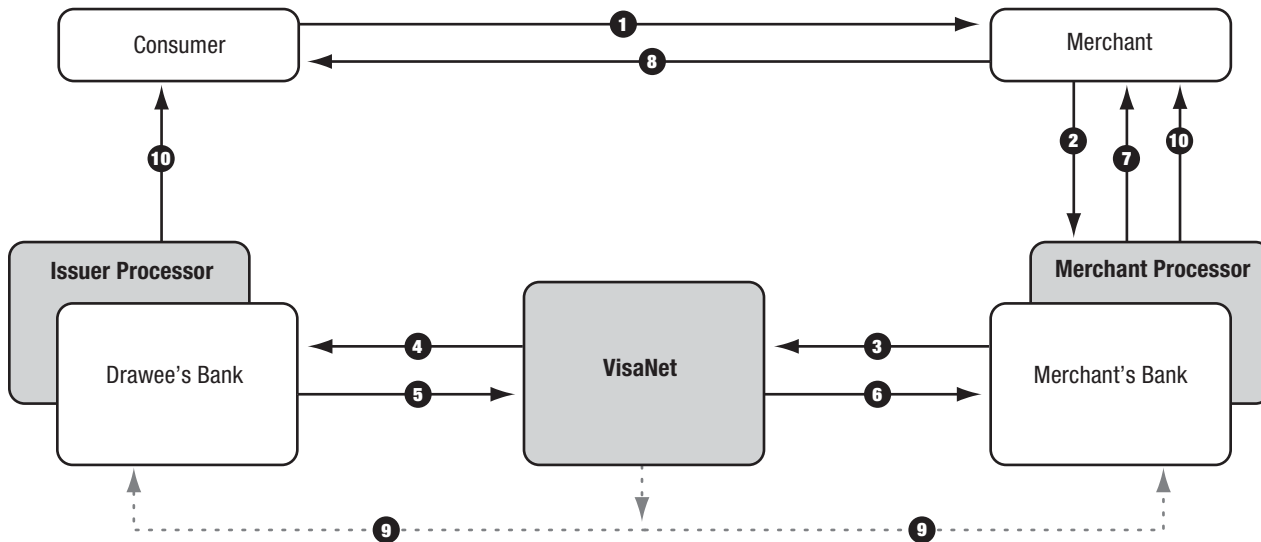 1
Consumer
Merchant
8
10
2
7
10
Issuer Processor
Merchant Processor
4
3
VisaNet
Drawee’s Bank
Merchant’s Bank
5
6
9
9